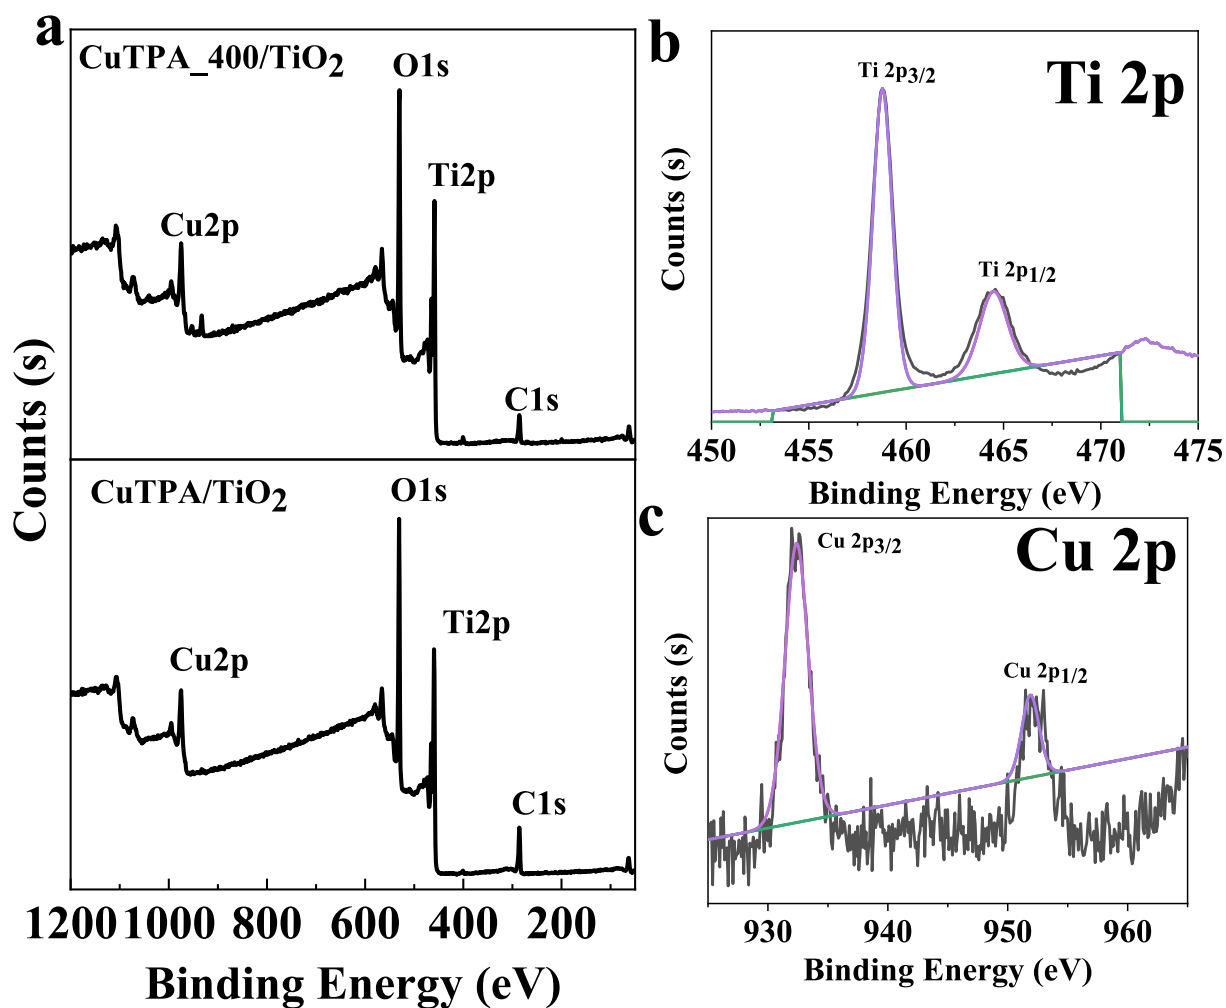 a
CuTPA_400/TiO2
O1s
Ti2p
Cu2p
C1s
CuTPA/TiO2
O1s
Ti2p
Cu2p
C1s
Counts (s)
1200 1000 800 600 400 200
Binding Energy (eV)
b
Ti 2p
Ti 2p3/2
Ti 2p1/2
Counts (s)
450 455 460 465 470 475
Binding Energy (eV)
c
Cu 2p
Cu 2p3/2
Cu 2p1/2
Counts (s)
930 940 950 960
Binding Energy (eV)